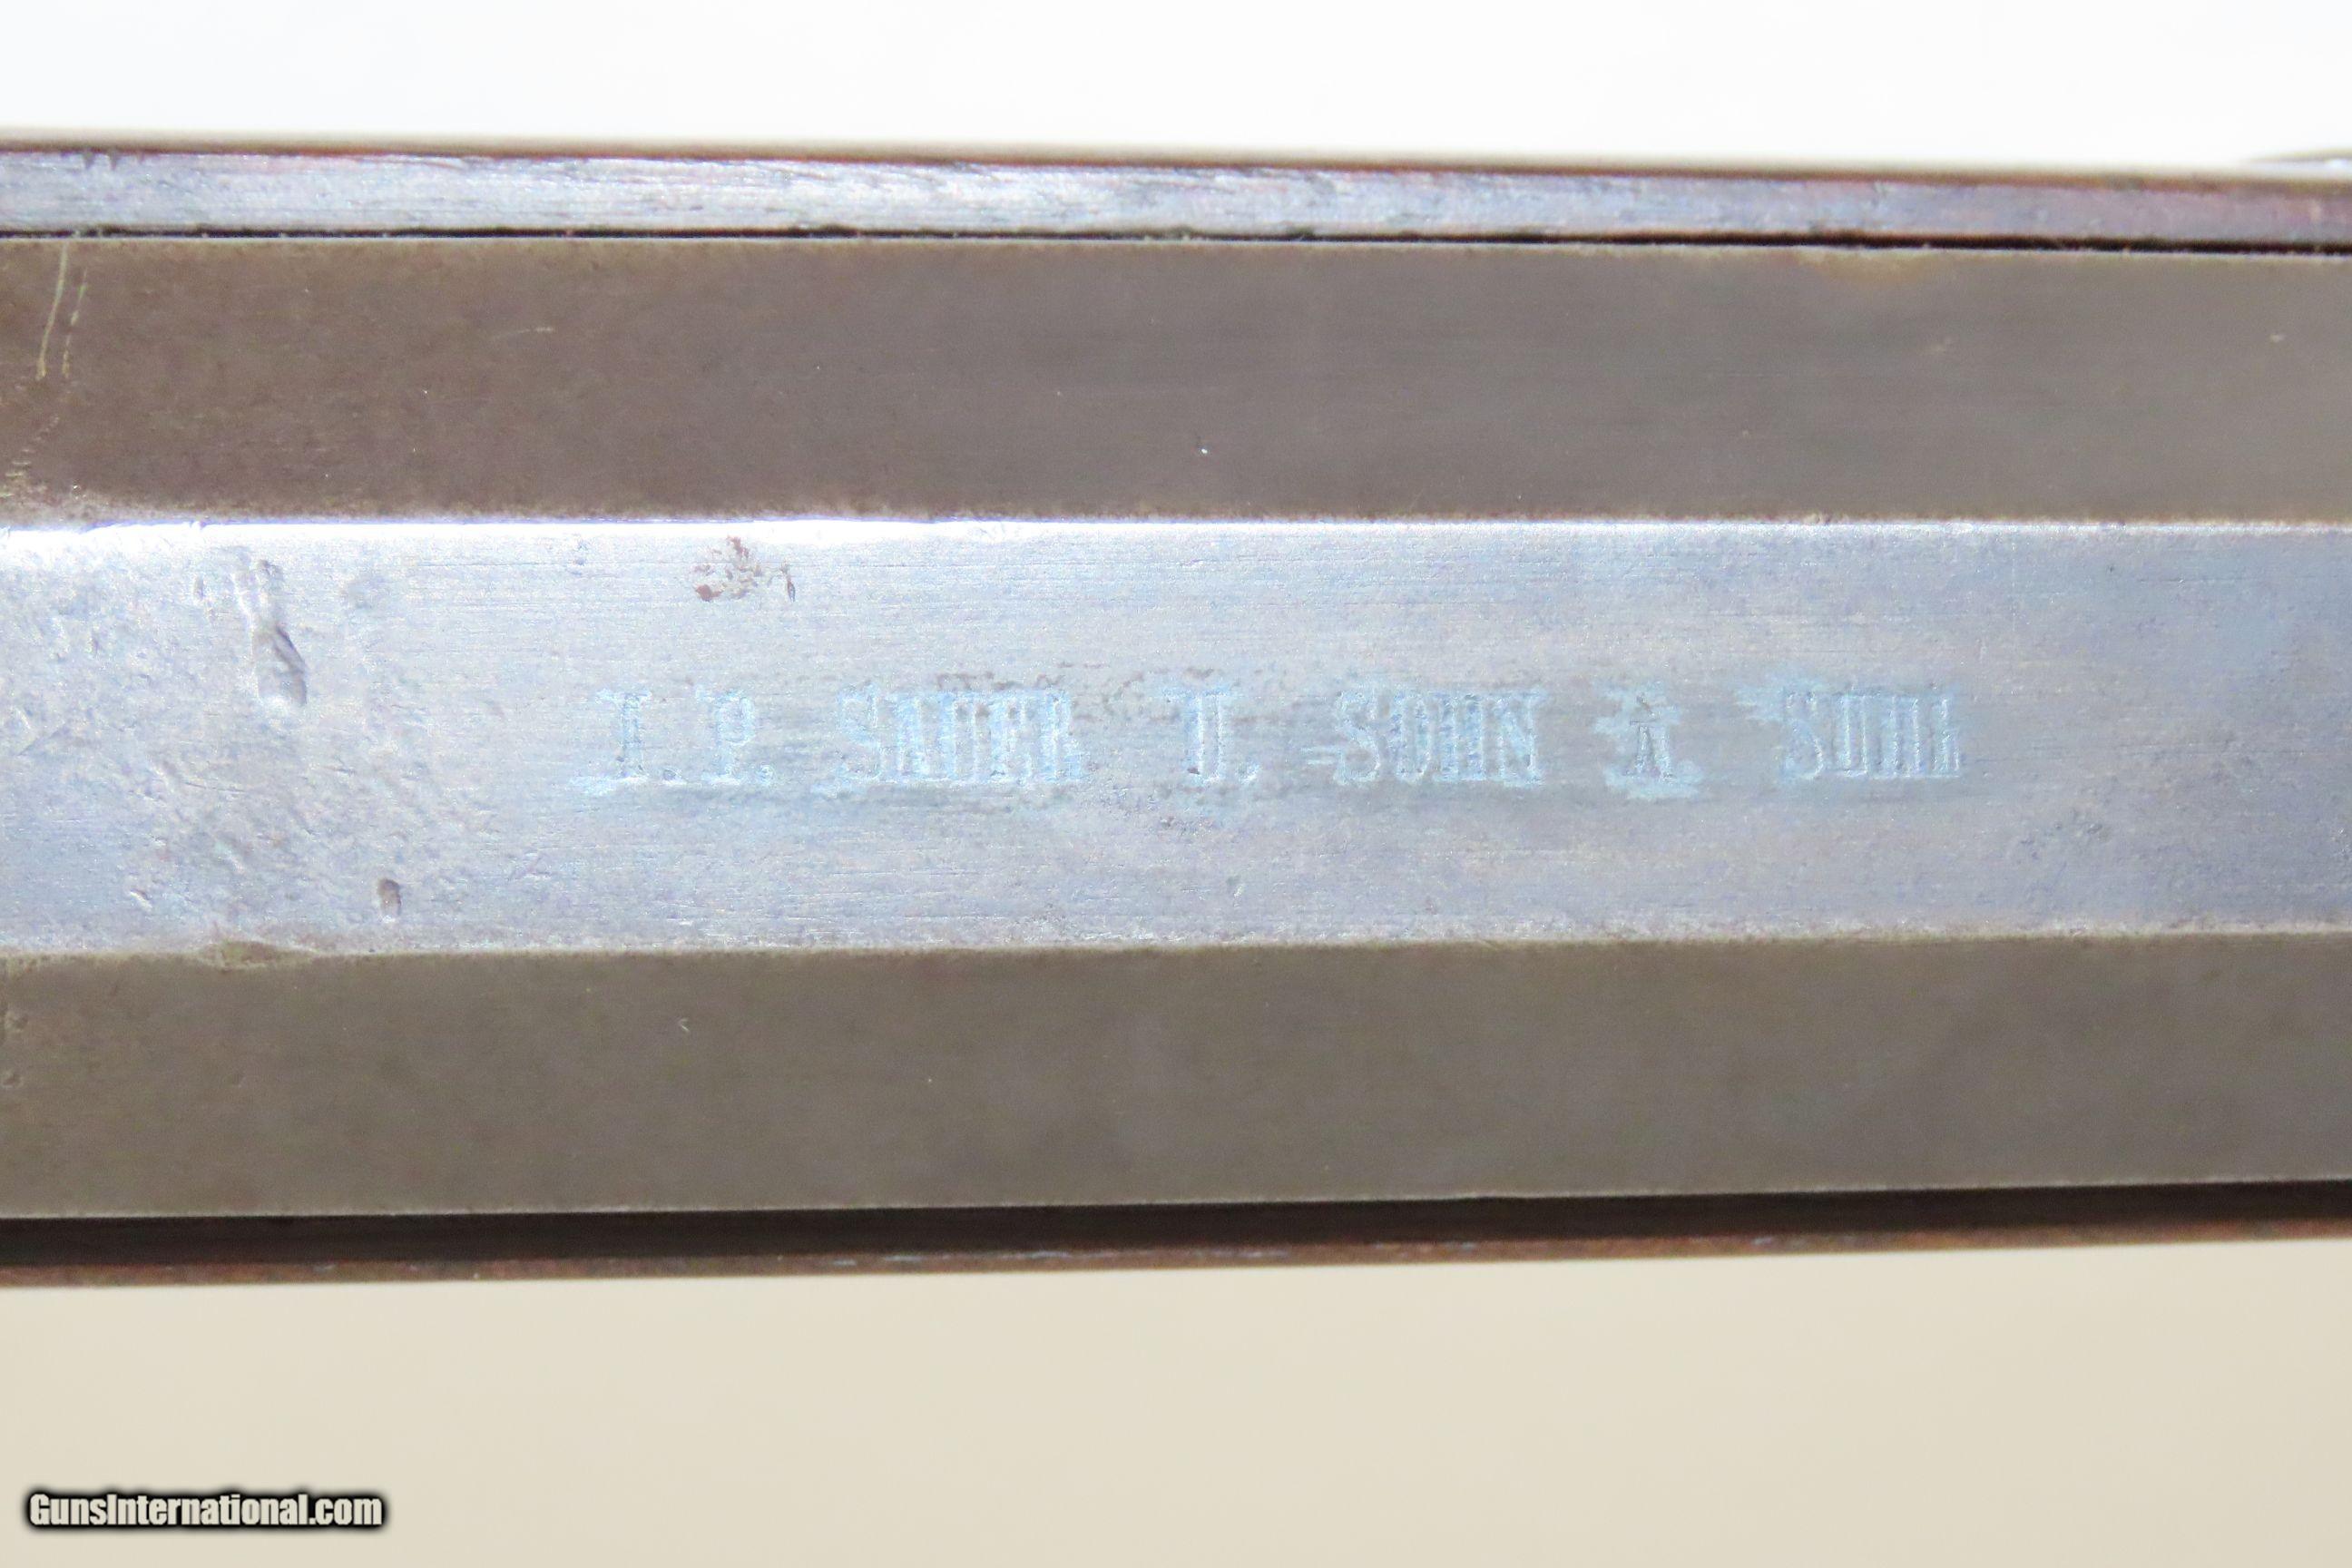 I.P. SAUER U. SOHN A. SUHL
GunsInternational.com